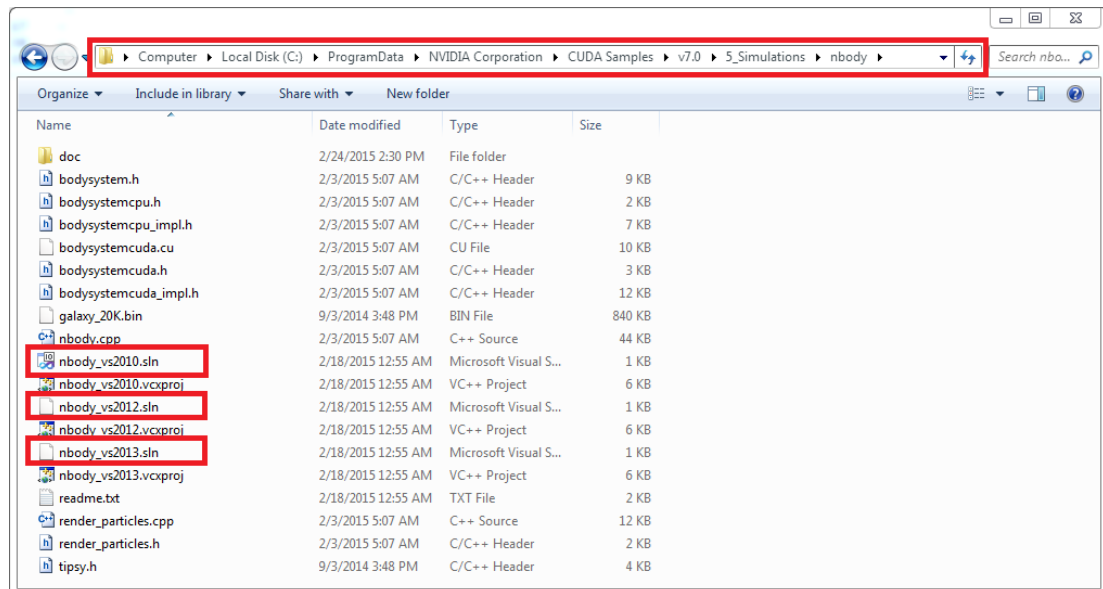 Computer Local Disk (C:) ProgramData NVIDIA Corporation CUDA Samples v7.0 5_Simulations nbody Search nbo...
Organize Include in library Share with New folder
Name Date modified Type Size
doc 2/24/2015 2:30 PM File folder
bodysystem.h 2/3/2015 5:07 AM C/C++ Header 9 KB
bodysystemcpu.h 2/3/2015 5:07 AM C/C++ Header 2 KB
bodysystemcpu_impl.h 2/3/2015 5:07 AM C/C++ Header 7 KB
bodysystemcuda.cu 2/3/2015 5:07 AM CU File 10 KB
bodysystemcuda.h 2/3/2015 5:07 AM C/C++ Header 3 KB
bodysystemcuda_impl.h 2/3/2015 5:07 AM C/C++ Header 12 KB
galaxy_20K.bin 9/3/2014 3:48 PM BIN File 840 KB
nbody.cpp 2/3/2015 5:07 AM C++ Source 44 KB
nbody_vs2010.sln 2/18/2015 12:55 AM Microsoft Visual S... 1 KB
nbody_vs2010.vcxproj 2/18/2015 12:55 AM VC++ Project 6 KB
nbody_vs2012.sln 2/18/2015 12:55 AM Microsoft Visual S... 1 KB
nbody_vs2012.vcxproj 2/18/2015 12:55 AM VC++ Project 6 KB
nbody_vs2013.sln 2/18/2015 12:55 AM Microsoft Visual S... 1 KB
nbody_vs2013.vcxproj 2/18/2015 12:55 AM VC++ Project 6 KB
readme.txt 2/18/2015 12:55 AM TXT File 2 KB
render_particles.cpp 2/3/2015 5:07 AM C++ Source 12 KB
render_particles.h 2/3/2015 5:07 AM C/C++ Header 2 KB
tipsy.h 9/3/2014 3:48 PM C/C++ Header 4 KB